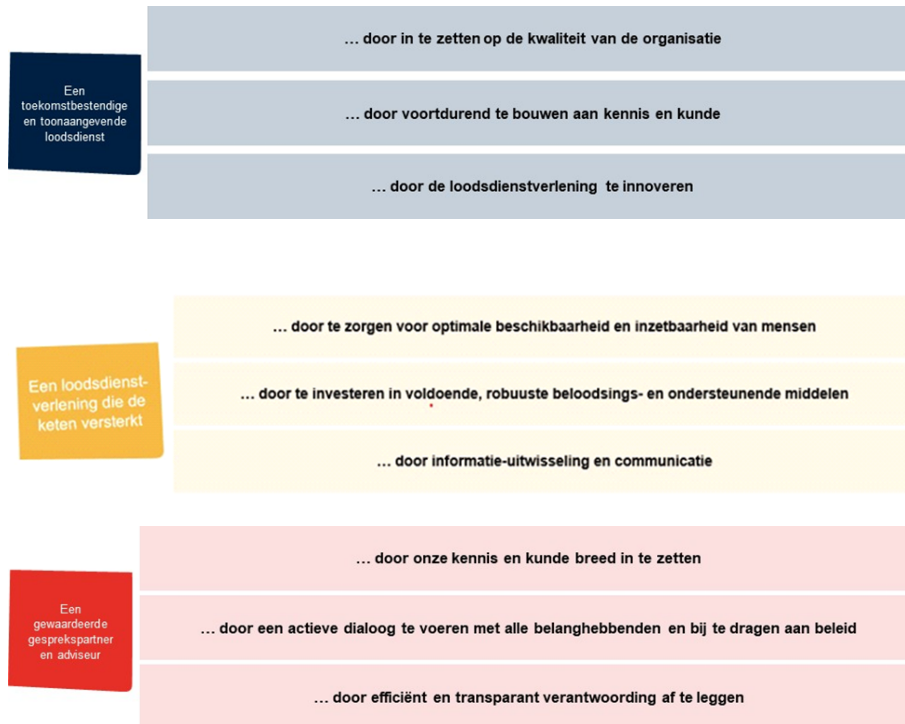 Een
toekomstbestendige
en toonaangevende
loodsdienst
… door in te zetten op de kwaliteit van de organisatie
… door voortdurend te bouwen aan kennis en kunde
… door de loodsdienstverlening te innoveren
Een loodsdienst-
verlening die de
keten versterkt
… door te zorgen voor optimale beschikbaarheid en inzetbaarheid van mensen
… door te investeren in voldoende, robuuste beloodsings- en ondersteunende middelen
… door informatie-uitwisseling en communicatie
Een
gewaardeerde
gesprekspartner
en adviseur
… door onze kennis en kunde breed in te zetten
… door een actieve dialoog te voeren met alle belanghebbenden en bij te dragen aan beleid
… door efficiënt en transparant verantwoording af te leggen